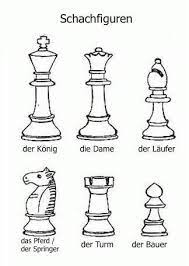 Schachfiguren
der König die Dame der Läufer
das Pferd /
der Springer der Turm der Bauer